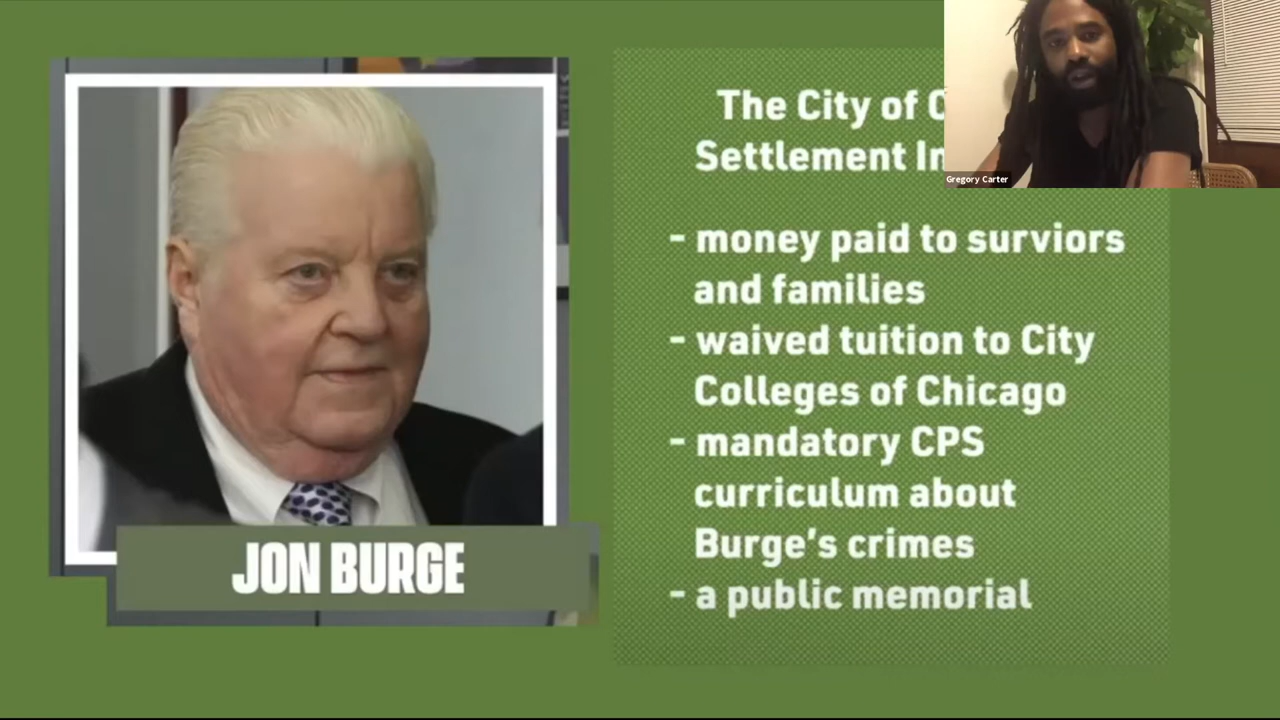 The City of
Settlement
- money paid to surviors
and families
- waived tuition to City
Colleges of Chicago
- mandatory CPS
curriculum about
Burge's crimes
- a public memorial
JON BURGE
Gregory Carter